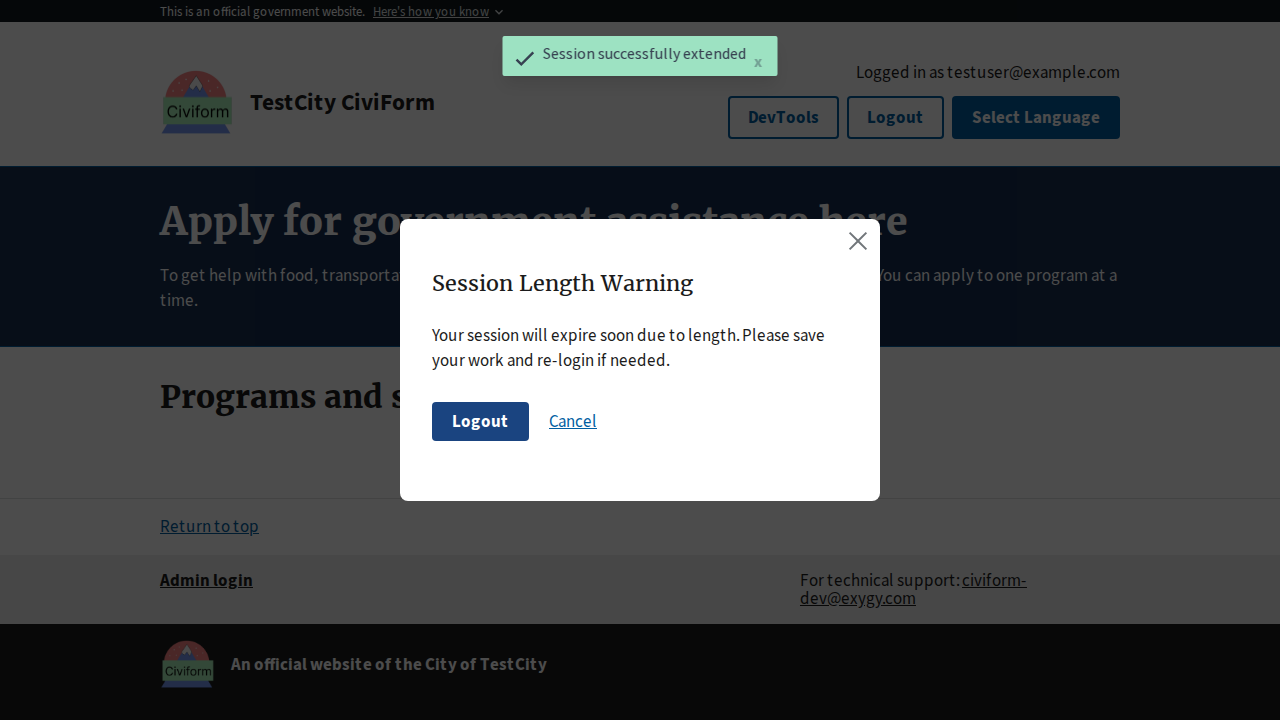 This is an official government website. Here's how you know
Session successfully extended x
Logged in as testuser@example.com
Civiform
TestCity CiviForm
DevTools Logout Select Language
Apply for government assistance here
To get help with food, transporta
You can apply to one program at a
time.
Session Length Warning
Your session will expire soon due to length. Please save
your work and re-login if needed.
Logout Cancel
Programs and s
Return to top
Admin login
For technical support: civiform-
dev@exygy.com
Civiform
An official website of the City of TestCity